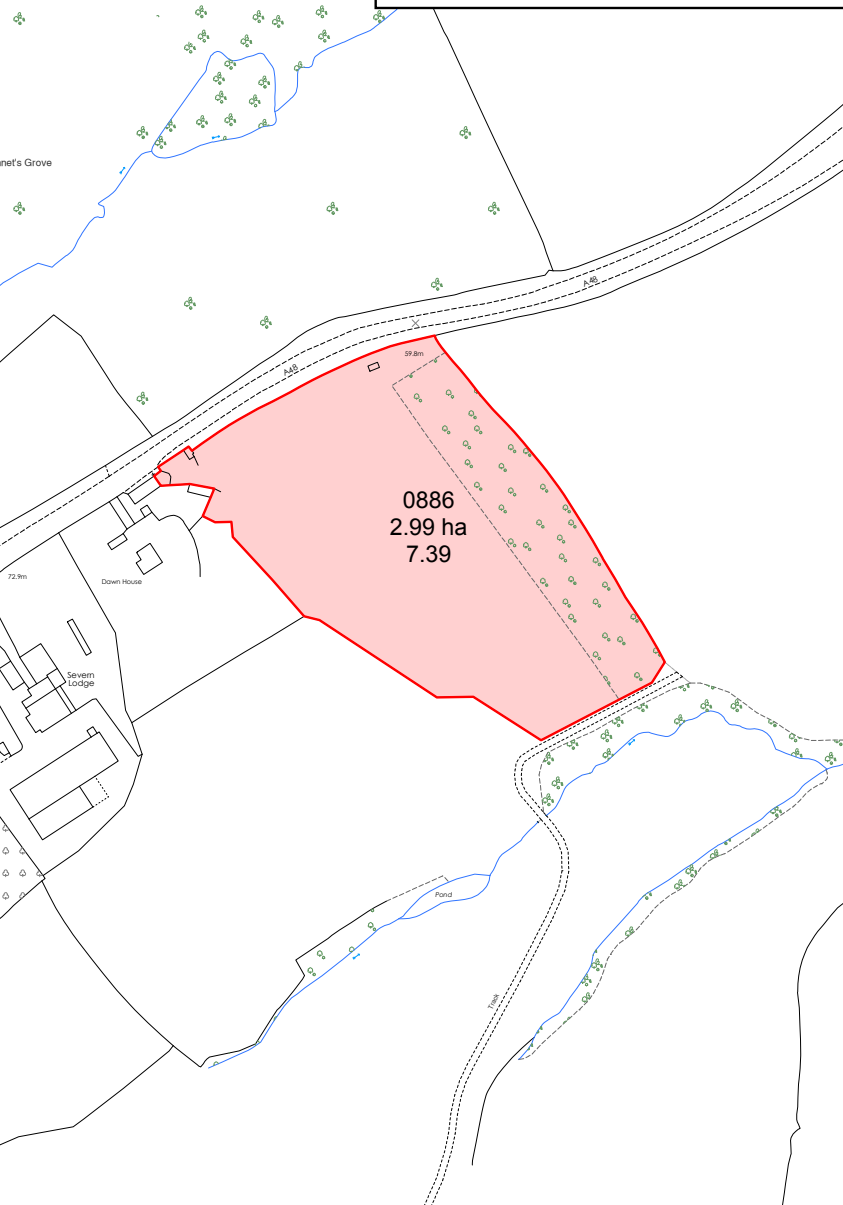 net's Grove
A48
A48
59.8m
0886
2.99 ha
7.39
72.9m
Dawn House
Severn
Lodge
Pond
Track